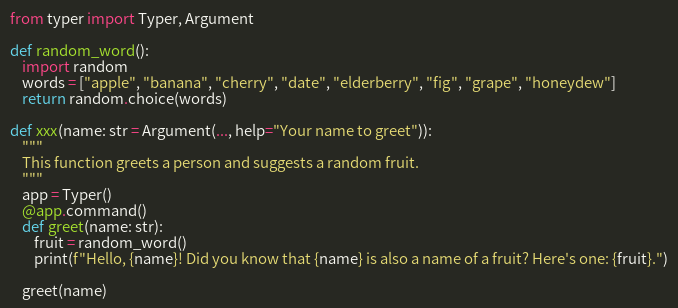 from typer import Typer, Argument
def random_word():
import random
words = ["apple", "banana", "cherry", "date", "elderberry", "fig", "grape", "honeydew"]
return random.choice(words)
def xxx(name: str = Argument(..., help="Your name to greet")):
"""
This function greets a person and suggests a random fruit.
"""
app = Typer()
@app.command()
def greet(name: str):
fruit = random_word()
print(f"Hello, {name}! Did you know that {name} is also a name of a fruit? Here's one: {fruit}.")
greet(name)